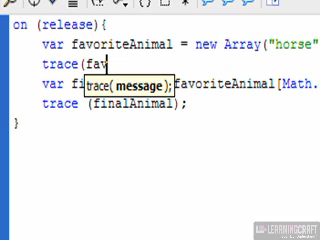 on (release){
var favoriteAnimal = new Array("horse"
trace(fav
trace( message );
var fi favoriteAnimal[Math.
trace (finalAnimal);
}
LEARNINGCRAFT